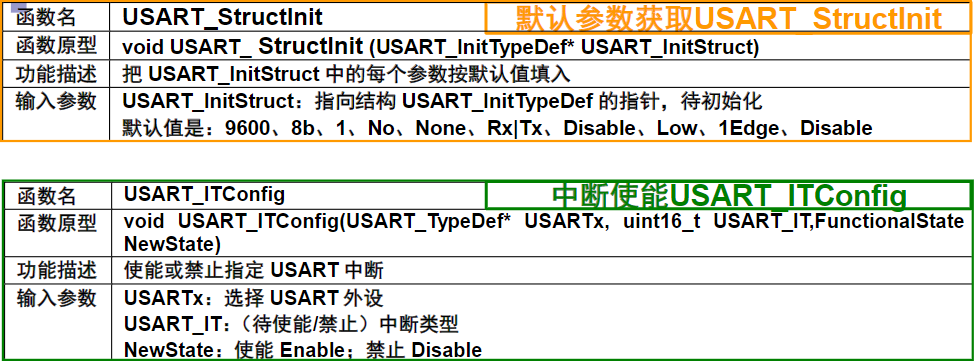 函数名 USART_StructInit 默认参数获取USART_StructInit
函数原型 void USART_ StructInit (USART_InitTypeDef* USART_InitStruct)
功能描述 把 USART_InitStruct 中的每个参数按默认值填入
输入参数 USART_InitStruct：指向结构 USART_InitTypeDef 的指针，待初始化
默认值是：9600、8b、1、No、None、Rx|Tx、Disable、Low、1Edge、Disable
函数名 USART_ITConfig 中断使能USART_ITConfig
函数原型 void USART_ITConfig(USART_TypeDef* USARTx, uint16_t USART_IT,FunctionalState
NewState)
功能描述 使能或禁止指定 USART 中断
输入参数 USARTx：选择 USART 外设
USART_IT：（待使能/禁止）中断类型
NewState：使能 Enable；禁止 Disable